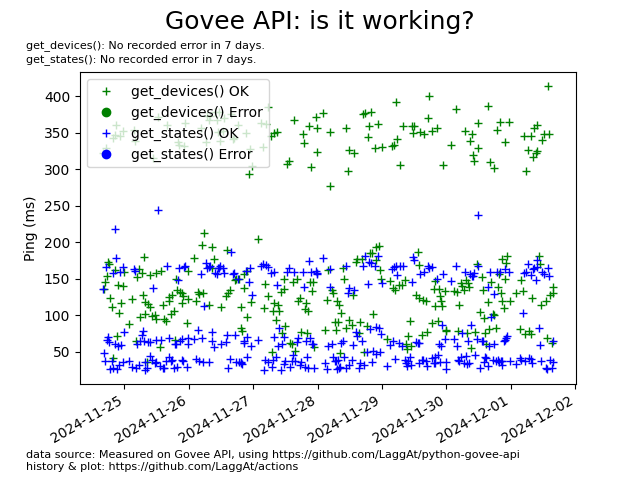 Govee API: is it working?
get_devices(): No recorded error in 7 days.
get_states(): No recorded error in 7 days.
get_devices() OK
get_devices() Error
get_states() OK
get_states() Error
Ping (ms)
400
350
300
250
200
150
100
50
2024-11-25
2024-11-26
2024-11-27
2024-11-28
2024-11-29
2024-11-30
2024-12-01
2024-12-02
data source: Measured on Govee API, using https://github.com/LaggAt/python-govee-api
history & plot: https://github.com/LaggAt/actions